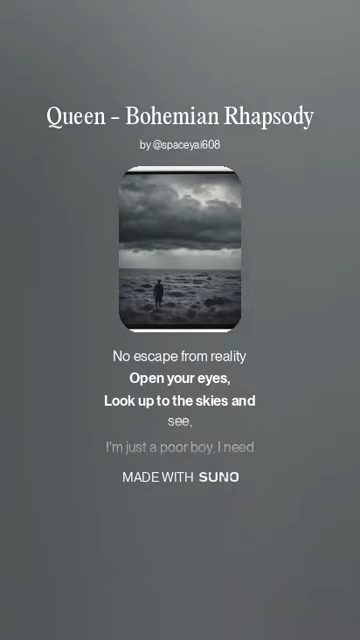 Queen – Bohemian Rhapsody
by @spaceyai608
No escape from reality
Open your eyes,
Look up to the skies and
see,
I'm just a poor boy, I need
MADE WITH SUNO